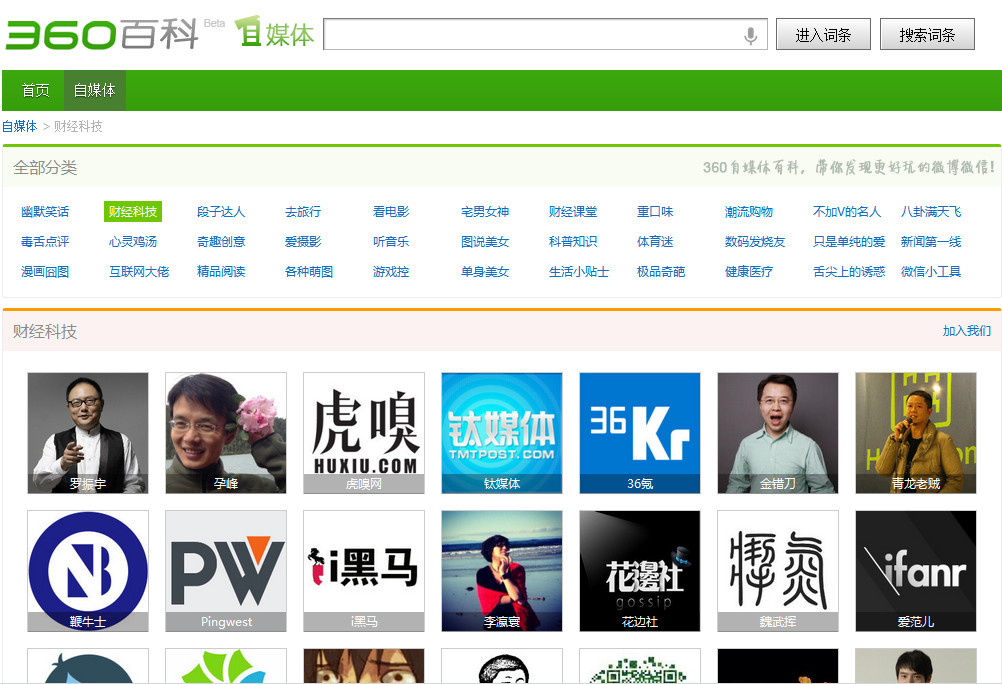 360百科 Beta 自媒体 进入词条 搜索词条
首页 自媒体
自媒体 > 财经科技
全部分类 360自媒体百科，带你发现更好玩的微博微信!
幽默笑话 财经科技 段子达人 去旅行 看电影 宅男女神 财经课堂 重口味 潮流购物 不加V的名人 八卦满天飞
毒舌点评 心灵鸡汤 奇趣创意 爱摄影 听音乐 图说美女 科普知识 体育迷 数码发烧友 只是单纯的爱 新闻第一线
漫画囧图 互联网大佬 精品阅读 各种萌图 游戏控 单身美女 生活小贴士 极品奇葩 健康医疗 舌尖上的诱惑 微信小工具
财经科技 加入我们
虎嗅
HUXIU.COM
钛媒体
TMTPOST.COM
36Kr
罗振宇 孕峰 虎嗅网 钛媒体 36氪 金错刀 青龙老贼
NB
PW
i黑马
花邊社
gossip
ifanr
鞭牛士 Pingwest i黑马 李瀛寰 花边社 魏武挥 爱范儿